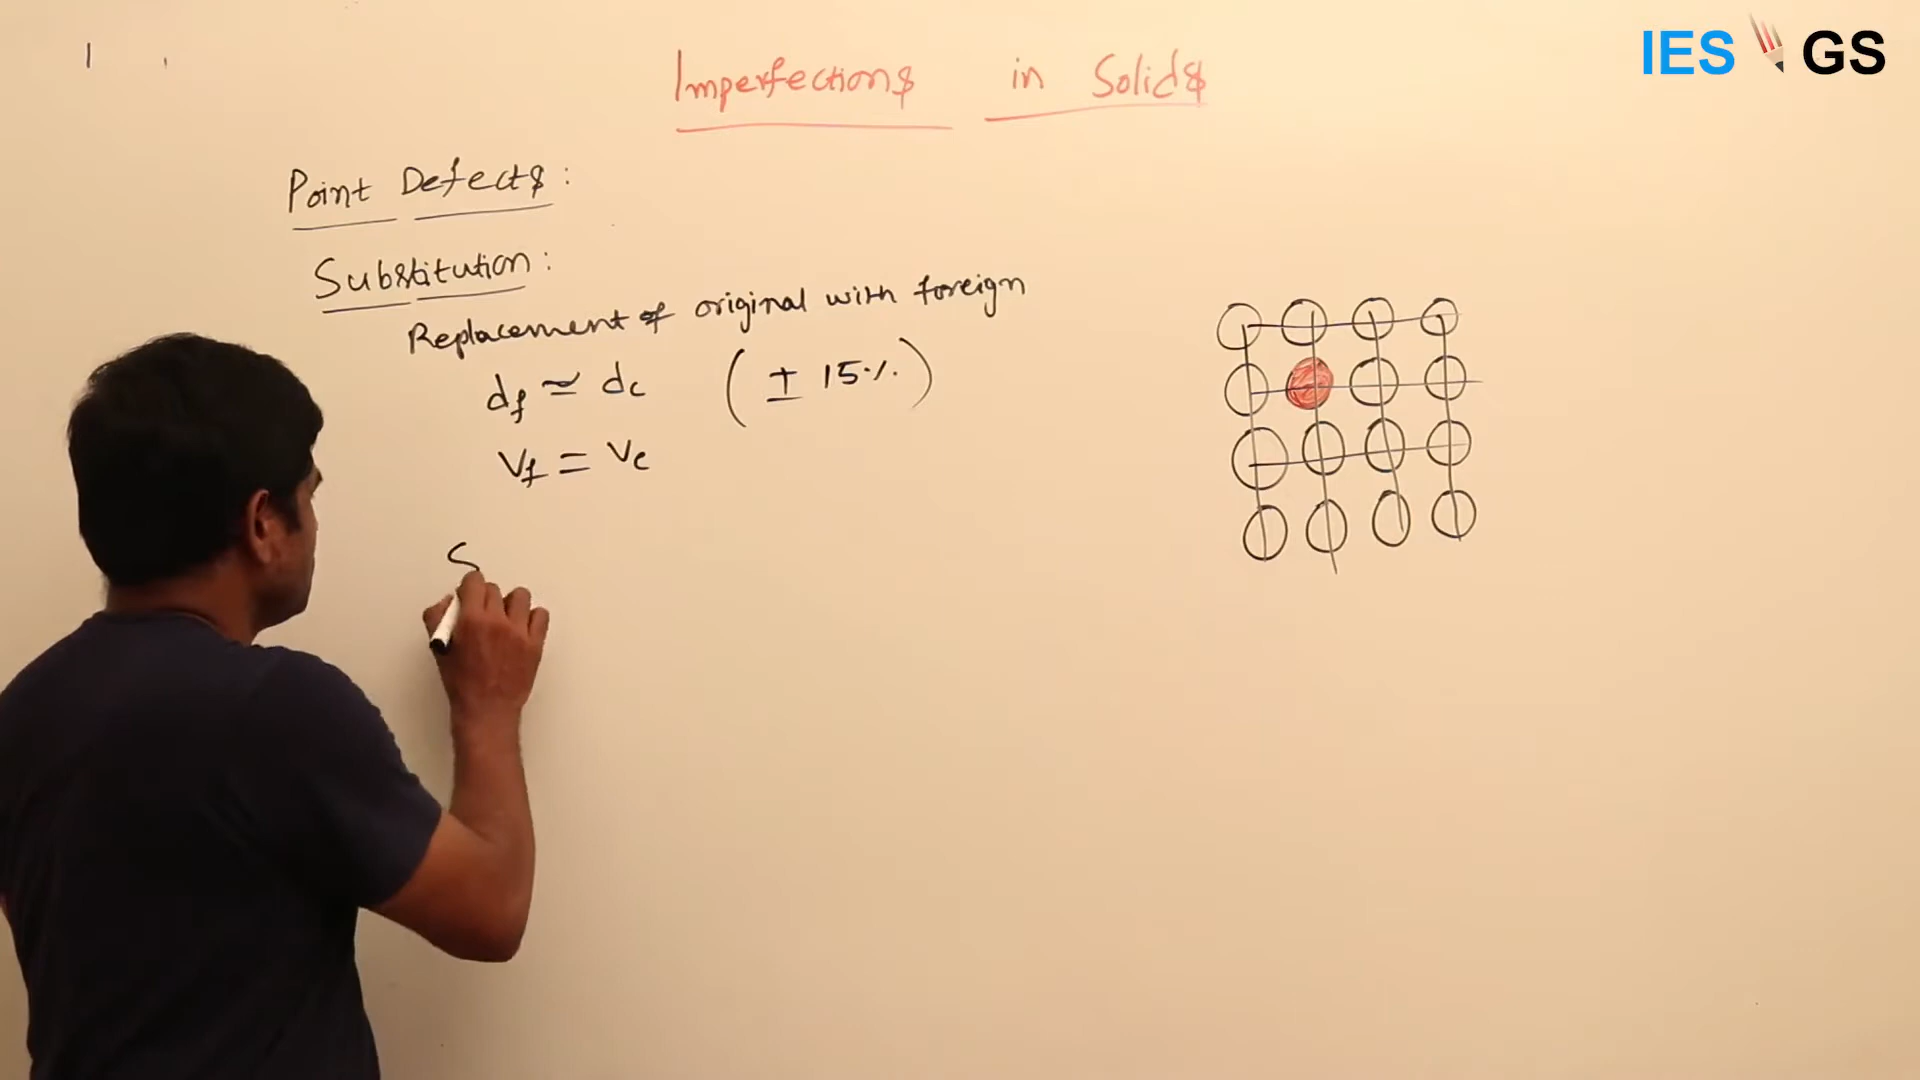 IES GS
Imperfections in Solids
Point Defects:
Substitution:
Replacement of original with foreign
df ≃ dc (± 15%)
Vf = Vc
S